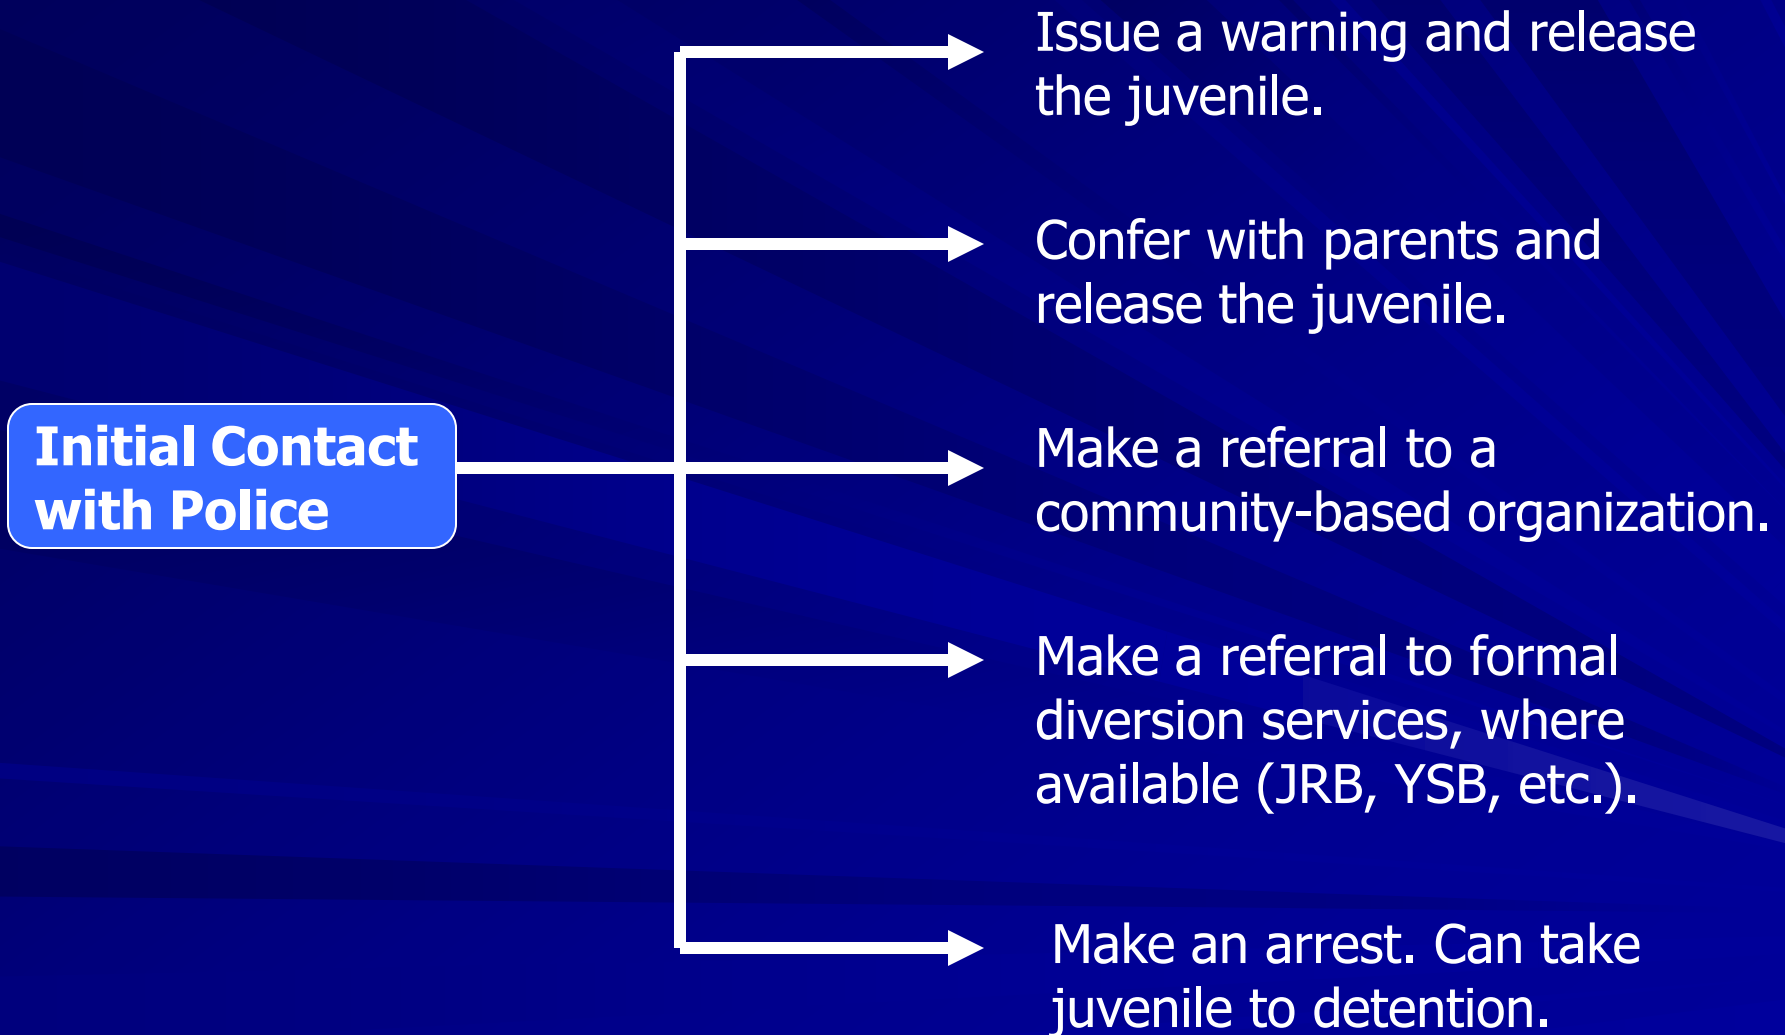 Issue a warning and release
the juvenile.
Confer with parents and
release the juvenile.
Initial Contact
with Police
Make a referral to a
community-based organization.
Make a referral to formal
diversion services, where
available (JRB, YSB, etc.).
Make an arrest. Can take
juvenile to detention.